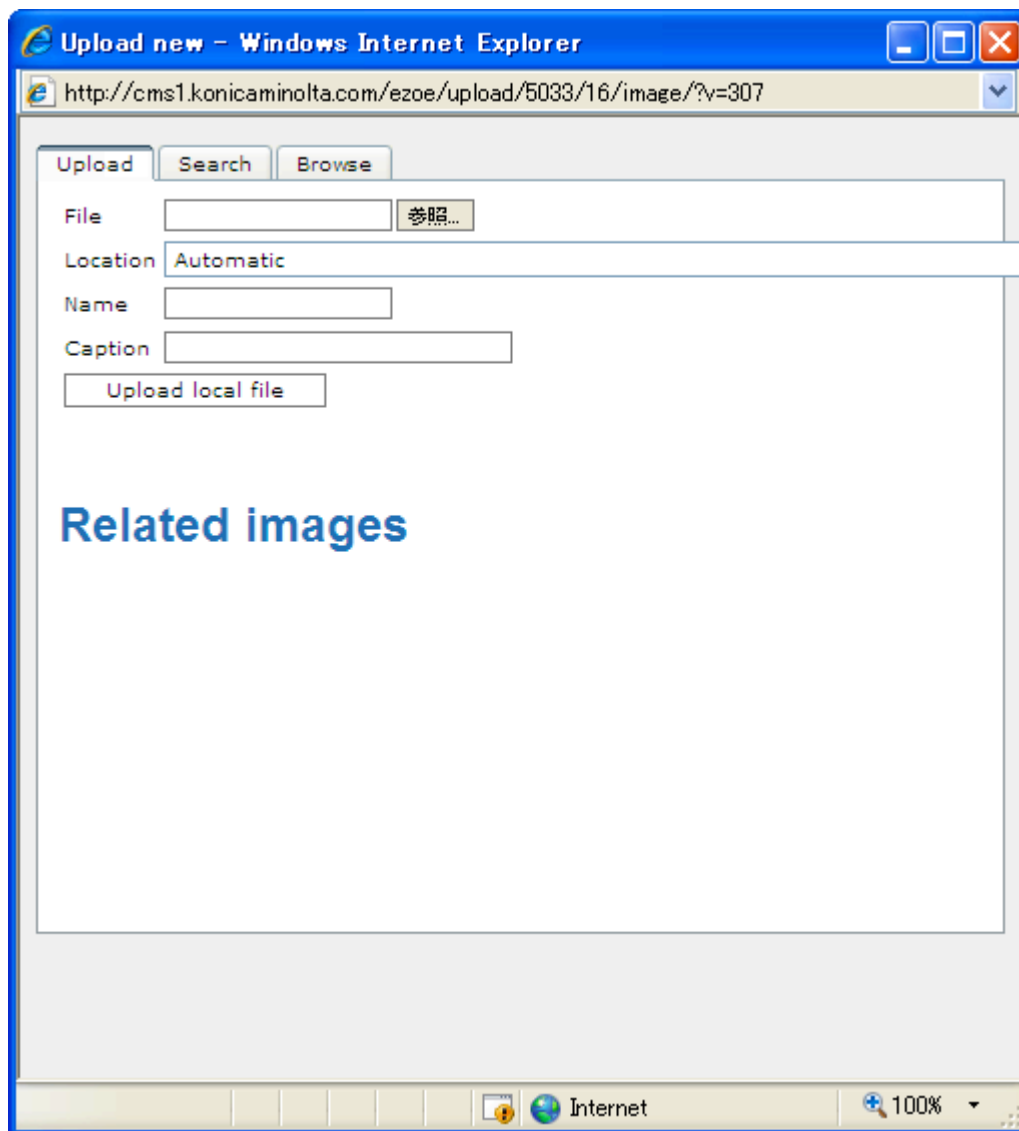 Upload new - Windows Internet Explorer
http://cms1.konicaminolta.com/ezoe/upload/5033/16/image/?v=307
Upload Search Browse
File 参照...
Location Automatic
Name
Caption
Upload local file
Related images
Internet 100%